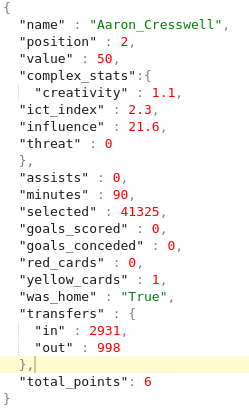 {
"name" : "Aaron_Cresswell",
"position" : 2,
"value" : 50,
"complex_stats":{
"creativity" : 1.1,
"ict_index" : 2.3,
"influence" : 21.6,
"threat" : 0
},
"assists" : 0,
"minutes" : 90,
"selected" : 41325,
"goals_scored" : 0,
"goals_conceded" : 0,
"red_cards" : 0,
"yellow_cards" : 1,
"was_home" : "True",
"transfers" : {
"in" : 2931,
"out" : 998
},
"total_points": 6
}